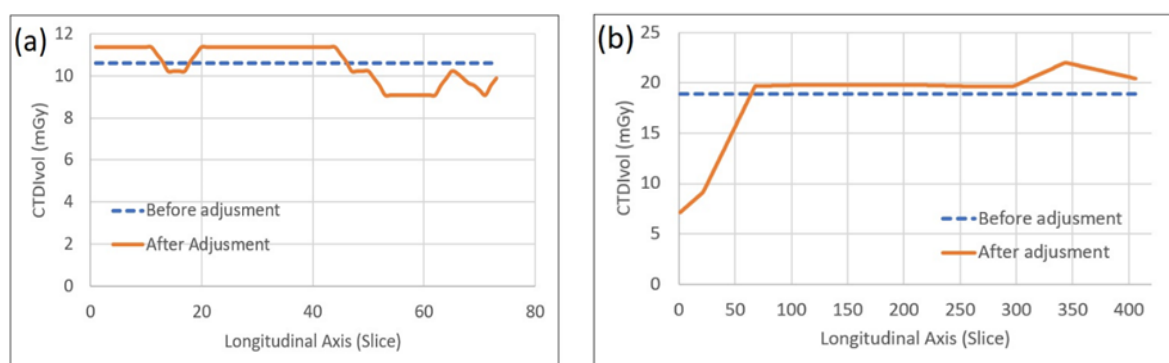 (a)
12
10
8
6
4
2
0
CTDIvol (mGy)
Before adjusment
After Adjusment
0 20 40 60 80
Longitudinal Axis (Slice)
(b)
25
20
15
10
5
0
CTDIvol (mGy)
Before adjusment
After adjusment
0 50 100 150 200 250 300 350 400
Longitudinal Axis (Slice)